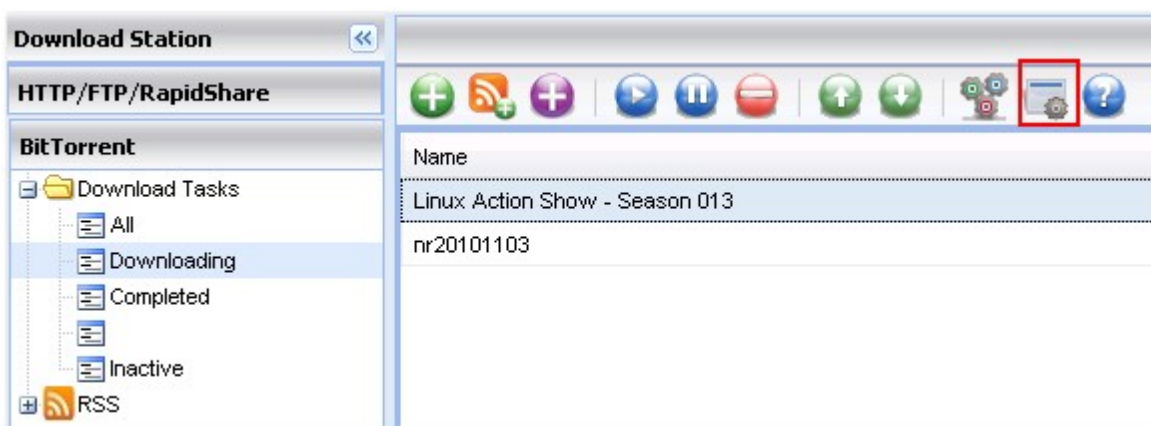 Download Station
HTTP/FTP/RapidShare
BitTorrent
Download Tasks
All
Downloading
Completed
Inactive
RSS
Name
Linux Action Show - Season 013
nr20101103